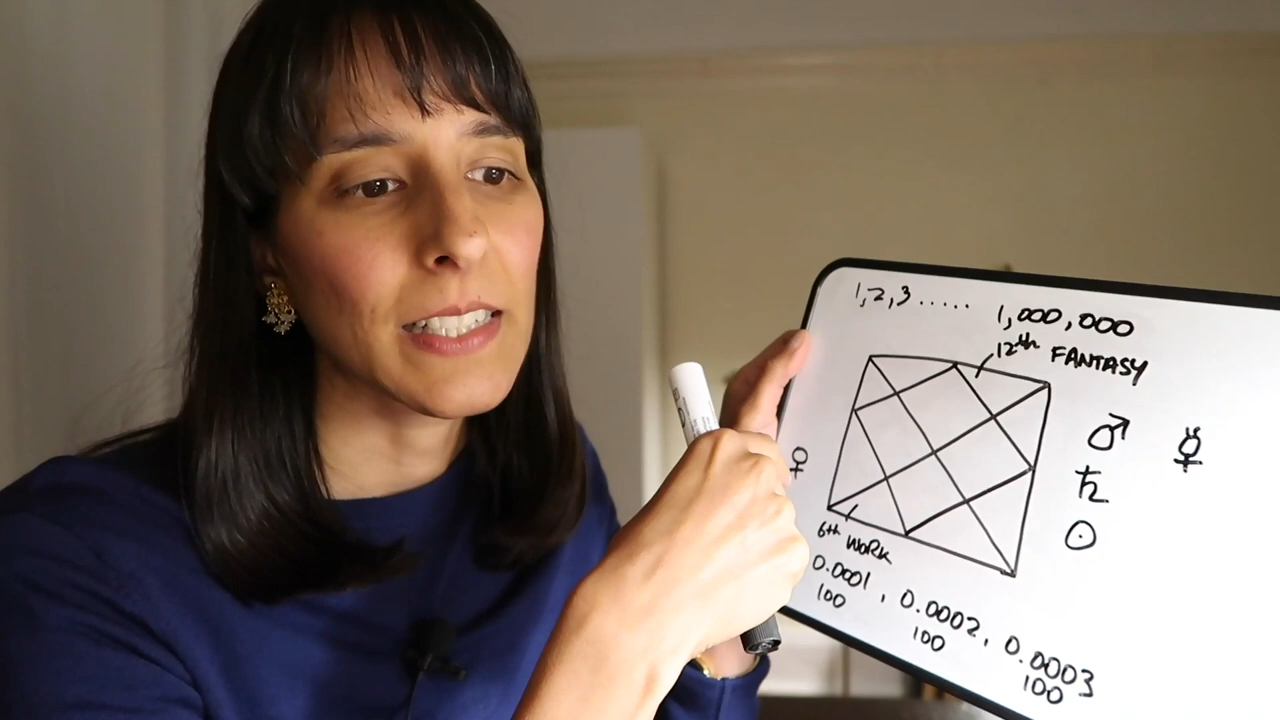 1,2,3 ..... 1,000,000
12th FANTASY
♂ ☿
♀
♄
☉
6th WORK
0.0001, 0.0002, 0.0003
100 100 100